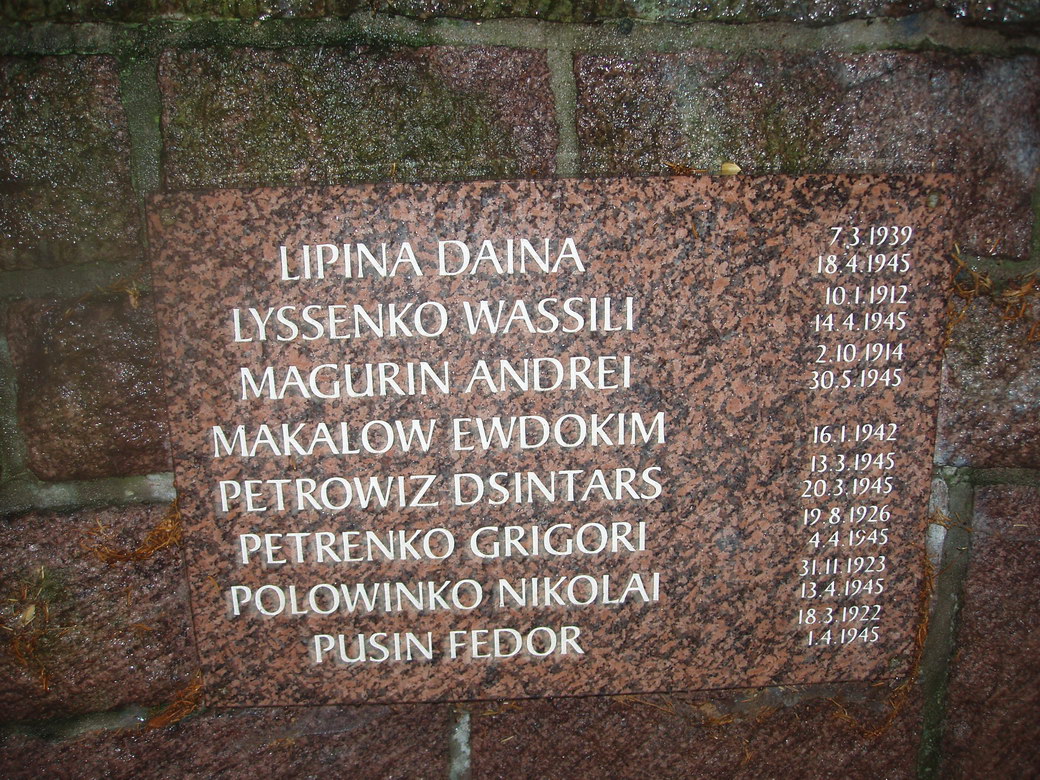 LIPINA DAINA 7.3.1939
18.4.1945
LYSSENKO WASSILI 10.1.1912
14.4.1945
MAGURIN ANDREI 2.10.1914
30.5.1945
MAKALOW EWDOKIM 16.1.1942
PETROWIZ DSINTARS 13.3.1945
20.3.1945
PETRENKO GRIGORI 19.8.1926
4.4.1945
POLOWINKO NIKOLAI 31.11.1923
13.4.1945
PUSIN FEDOR 18.3.1922
1.4.1945